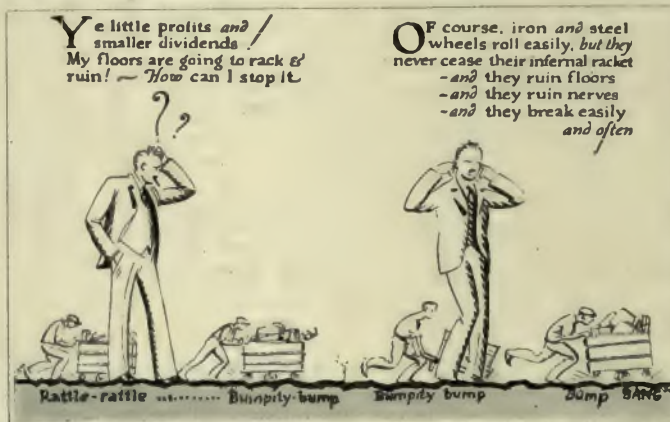 Ye little profits and
smaller dividends!
My floors are going to rack &
ruin! — How can I stop it
? ?
OF course, iron and steel
wheels roll easily, but they
never cease their infernal racket
-and they ruin floors
-and they ruin nerves
-and they break easily
and often
Rattle-rattle ......... Bumpity-bump Bumpity bump Bump BANG